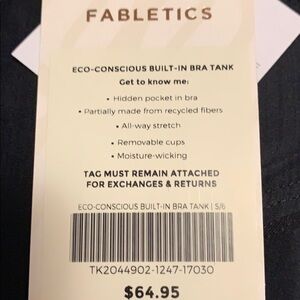 FABLETICS
ECO-CONSCIOUS BUILT-IN BRA TANK
Get to know me:
• Hidden pocket in bra
• Partially made from recycled fibers
• All-way stretch
• Removable cups
• Moisture-wicking
TAG MUST REMAIN ATTACHED
FOR EXCHANGES & RETURNS
ECO-CONSCIOUS BUILT-IN BRA TANK | S/6
TK2044902-1247-17030
$64.95